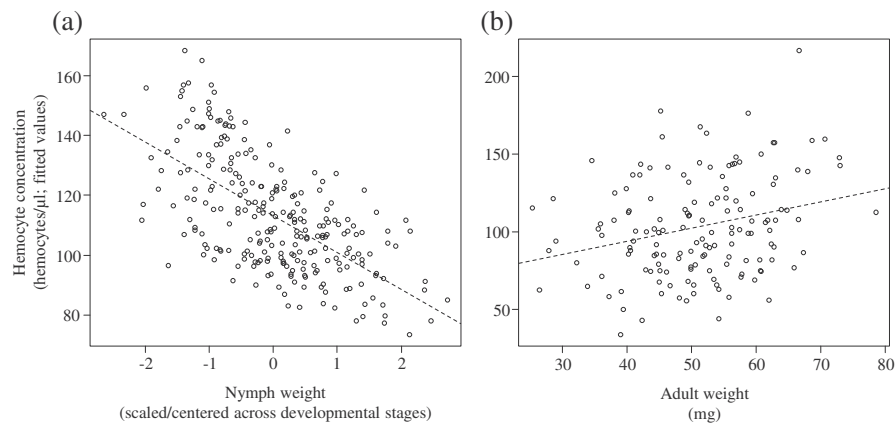 (a)
(b)
Hemocyte concentration
(hemocytes/µl; fitted values)
160
140
120
100
80
-2
-1
0
1
2
Nymph weight
(scaled/centered across developmental stages)
200
150
100
50
30
40
50
60
70
80
Adult weight
(mg)